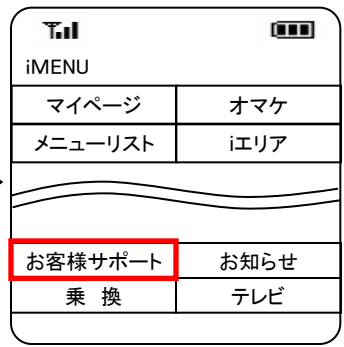 iMENU
マイページ オマケ
メニューリスト iエリア
お客様サポート お知らせ
乗 換 テレビ